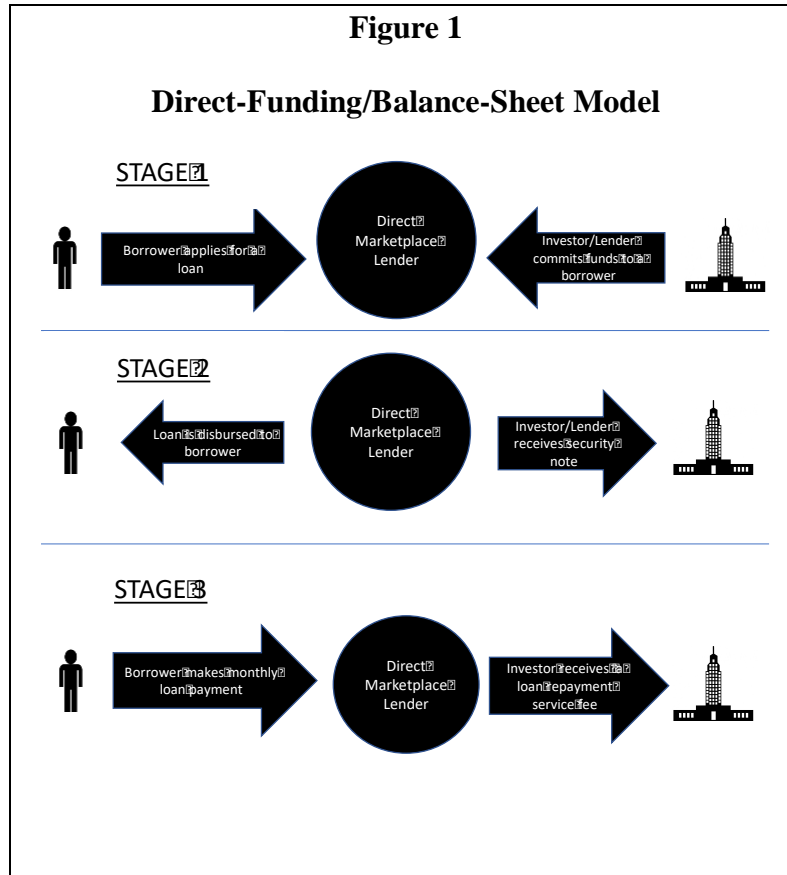 Figure 1
Direct-Funding/Balance-Sheet Model
STAGE 1
Borrower applies for a
loan
Direct
Marketplace
Lender
Investor/Lender
commits funds to a
borrower
STAGE 2
Loan is disbursed to
borrower
Direct
Marketplace
Lender
Investor/Lender
receives security
note
STAGE 3
Borrower makes monthly
loan payment
Direct
Marketplace
Lender
Investor receives a
loan repayment
service fee